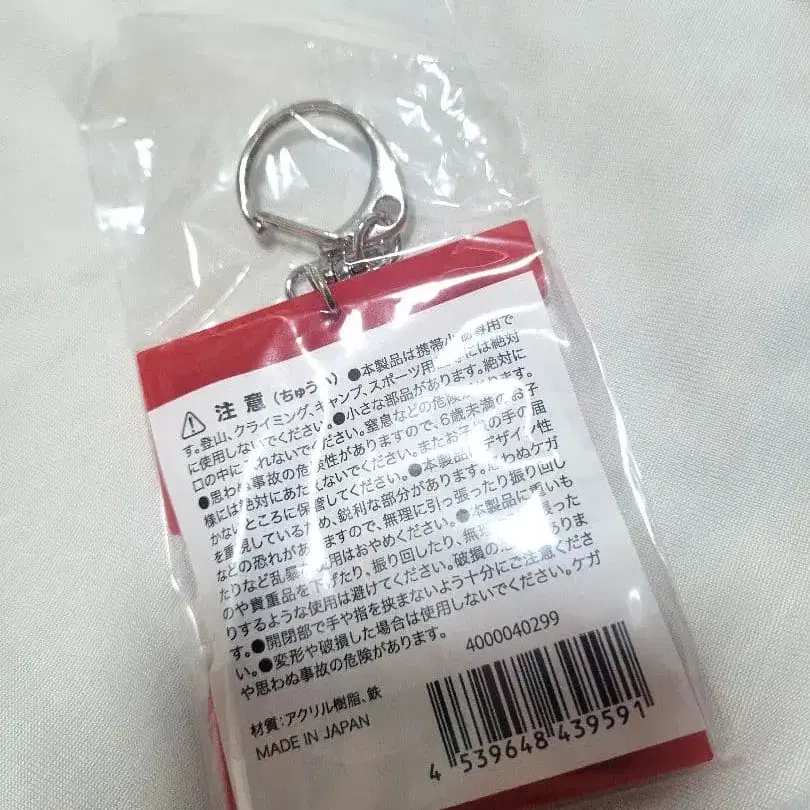 注意（ちゅうい） ●本製品は携帯小 専用で
す。登山、クライミング、キャンプ、スポーツ用 等には絶対
に使用しないでください。●小さな部品があります。絶対に
口の中に れないでください。窒息などの危険が ります。
●思わぬ事故の危険性がありますので、6歳未満のお子
様には絶対にあたえないでください。またお子 の手の届
かないところに保管してください。●本製品 デザイン性
を重視しているため、鋭利な部分があります。思わぬケガ
などの恐れがありますので、無理に引っ張ったり振り回し
たりなど乱暴 用はおやめください。●本製品に重いも
のや貴重品を下げたり、振り回したり、無理 張った
りするような使用は避けてください。破損の ありま
す。●開閉部で手や指を挟まないよう十分にご注意くださ
い。●変形や破損した場合は使用しないでください。ケガ
や思わぬ事故の危険があります。
4000040299
材質：アクリル樹脂、鉄
MADE IN JAPAN
4 539648 439591